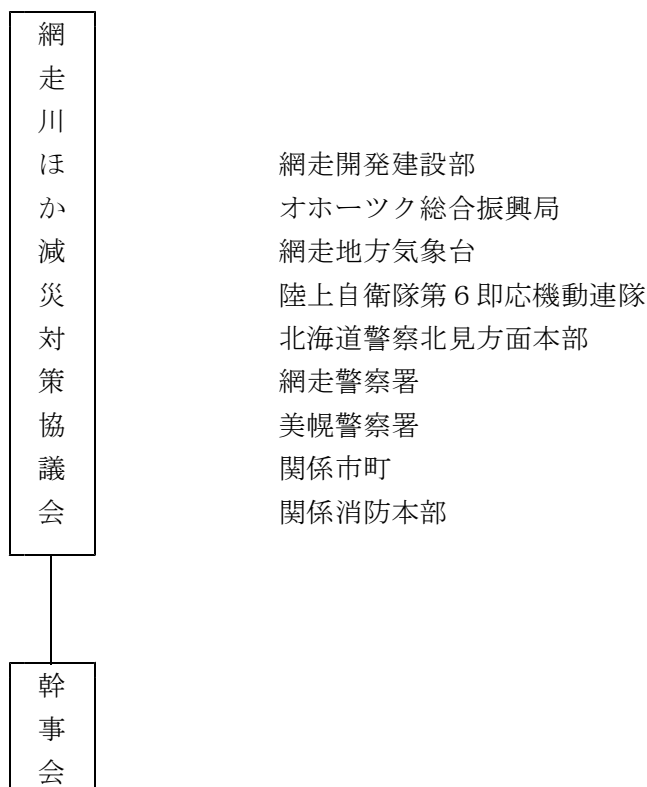 網走川ほか減災対策協議会
網走開発建設部
オホーツク総合振興局
網走地方気象台
陸上自衛隊第６即応機動連隊
北海道警察北見方面本部
網走警察署
美幌警察署
関係市町
関係消防本部
幹事会